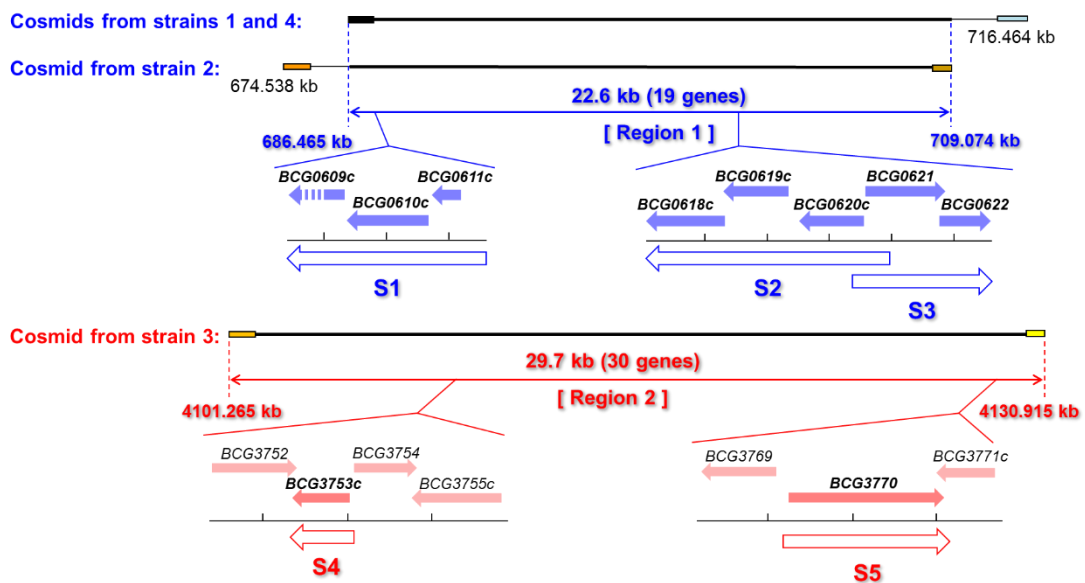 Cosmids from strains 1 and 4:
716.464 kb
Cosmid from strain 2:
674.538 kb
22.6 kb (19 genes)
[ Region 1 ]
686.465 kb
709.074 kb
BCG0609c
BCG0611c
BCG0610c
BCG0619c
BCG0621
BCG0618c
BCG0620c
BCG0622
S1
S2
S3
Cosmid from strain 3:
29.7 kb (30 genes)
[ Region 2 ]
4101.265 kb
4130.915 kb
BCG3752
BCG3754
BCG3769
BCG3771c
BCG3753c
BCG3755c
BCG3770
S4
S5